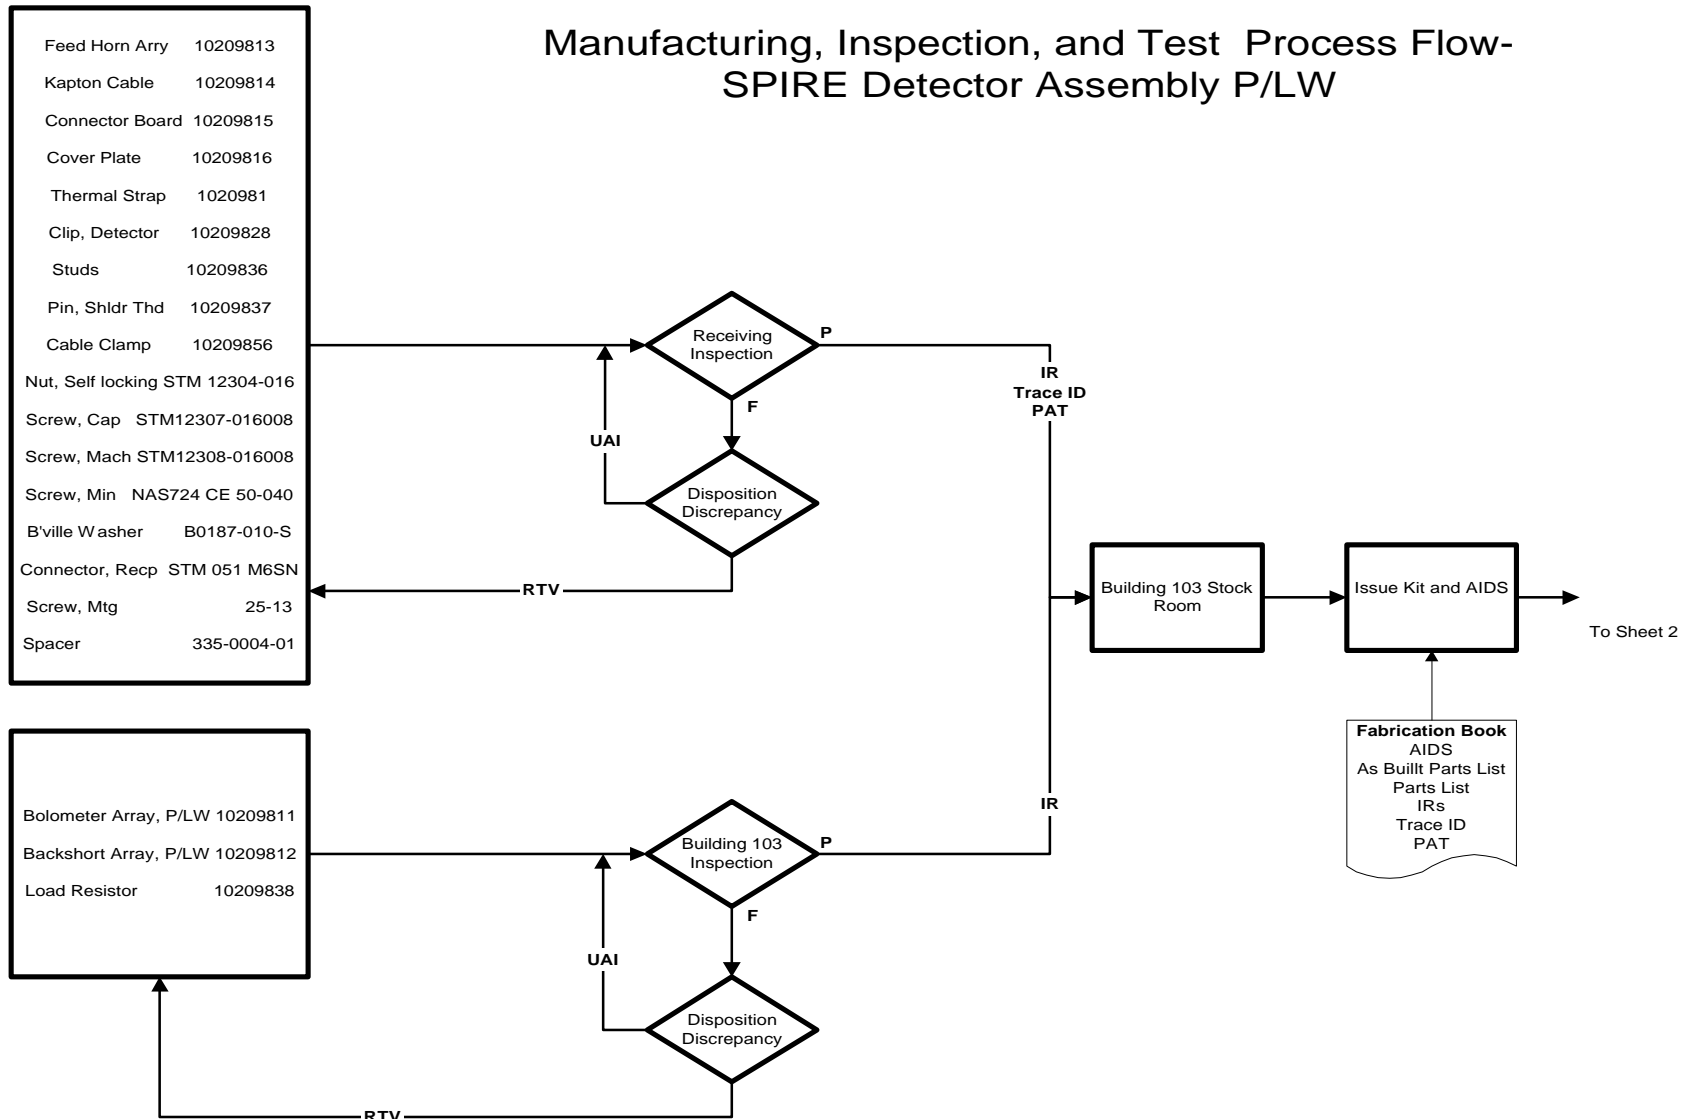 Manufacturing, Inspection, and Test Process Flow-
SPIRE Detector Assembly P/LW
Feed Horn Arry 10209813
Kapton Cable 10209814
Connector Board 10209815
Cover Plate 10209816
Thermal Strap 1020981
Clip, Detector 10209828
Studs 10209836
Pin, Shldr Thd 10209837
Cable Clamp 10209856
Nut, Self locking STM 12304-016
Screw, Cap STM12307-016008
Screw, Mach STM12308-016008
Screw, Min NAS724 CE 50-040
B'ville Washer B0187-010-S
Connector, Recp STM 051 M6SN
Screw, Mtg 25-13
Spacer 335-0004-01
Receiving
Inspection
P
F
UAI
Disposition
Discrepancy
RTV
IR
Trace ID
PAT
Building 103 Stock
Room
Issue Kit and AIDS
To Sheet 2
Fabrication Book
AIDS
As Buillt Parts List
Parts List
IRs
Trace ID
PAT
Bolometer Array, P/LW 10209811
Backshort Array, P/LW 10209812
Load Resistor 10209838
Building 103
Inspection
P
IR
F
UAI
Disposition
Discrepancy
RTV